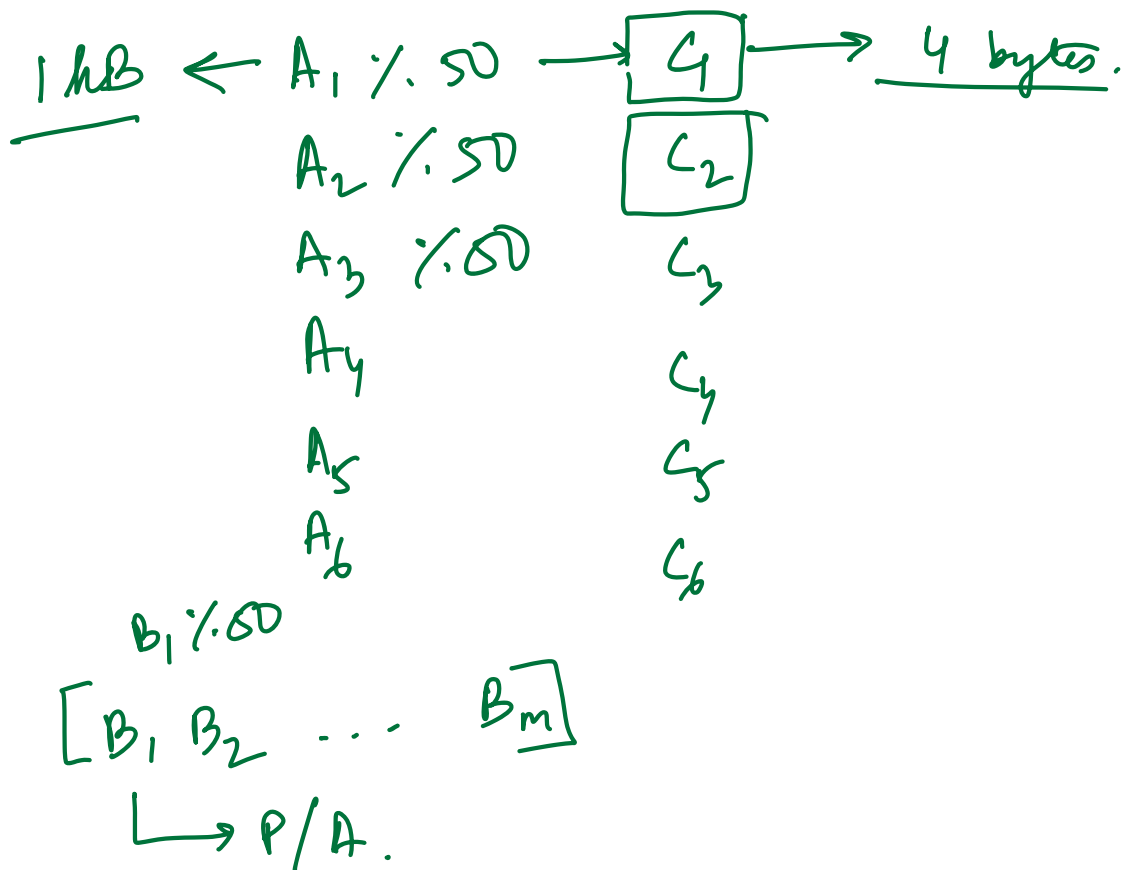 1 kB ← A₁ % 50 → C₁ → 4 bytes.
A₂ % 50 C₂
A₃ % 50 C₃
A₄ C₄
A₅ C₅
A₆ C₆
B₁ % 50
[B₁ B₂ ... Bₘ]
→ P/A.